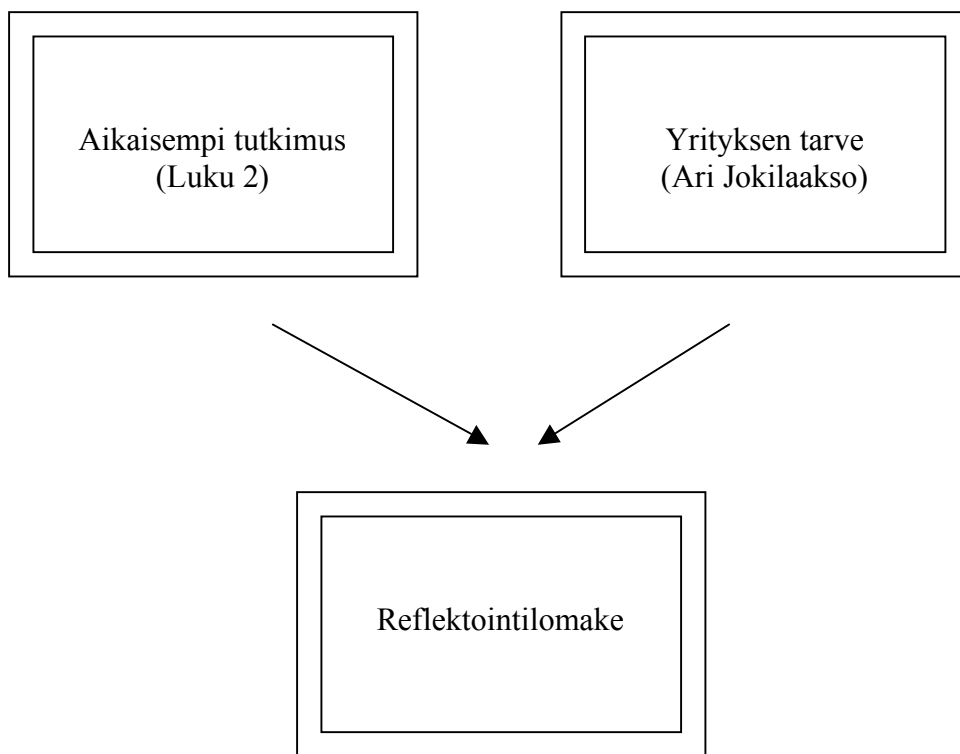 Aikaisempi tutkimus
(Luku 2)
Yrityksen tarve
(Ari Jokilaakso)
Reflektointilomake